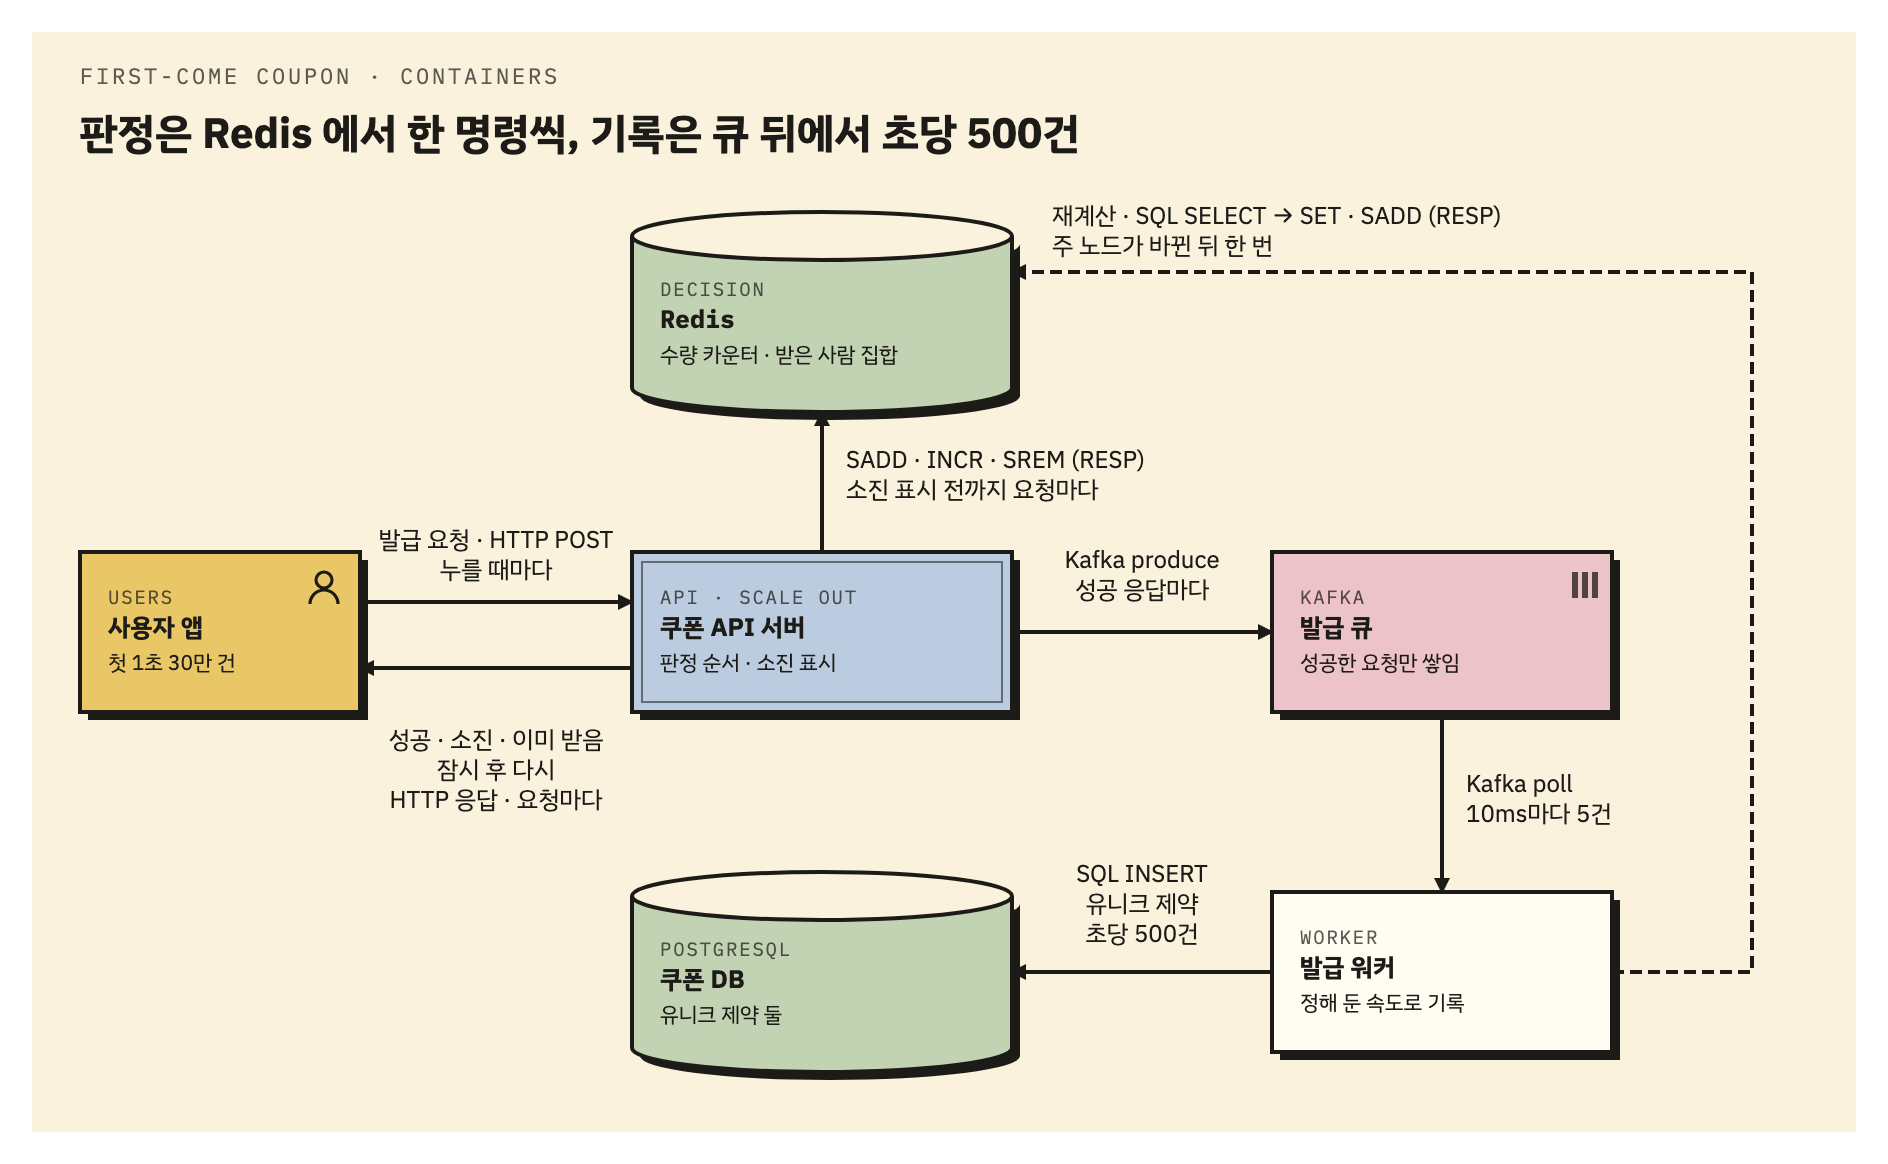 FIRST-COME COUPON · CONTAINERS
판정은 Redis 에서 한 명령씩, 기록은 큐 뒤에서 초당 500건
재계산 · SQL SELECT → SET · SADD (RESP)
주 노드가 바뀐 뒤 한 번
DECISION
Redis
수량 카운터 · 받은 사람 집합
SADD · INCR · SREM (RESP)
소진 표시 전까지 요청마다
발급 요청 · HTTP POST
누를 때마다
Kafka produce
성공 응답마다
USERS
사용자 앱
첫 1초 30만 건
API · SCALE OUT
쿠폰 API 서버
판정 순서 · 소진 표시
KAFKA
발급 큐
성공한 요청만 쌓임
성공 · 소진 · 이미 받음
잠시 후 다시
HTTP 응답 · 요청마다
Kafka poll
10ms마다 5건
SQL INSERT
유니크 제약
초당 500건
POSTGRESQL
쿠폰 DB
유니크 제약 둘
WORKER
발급 워커
정해 둔 속도로 기록